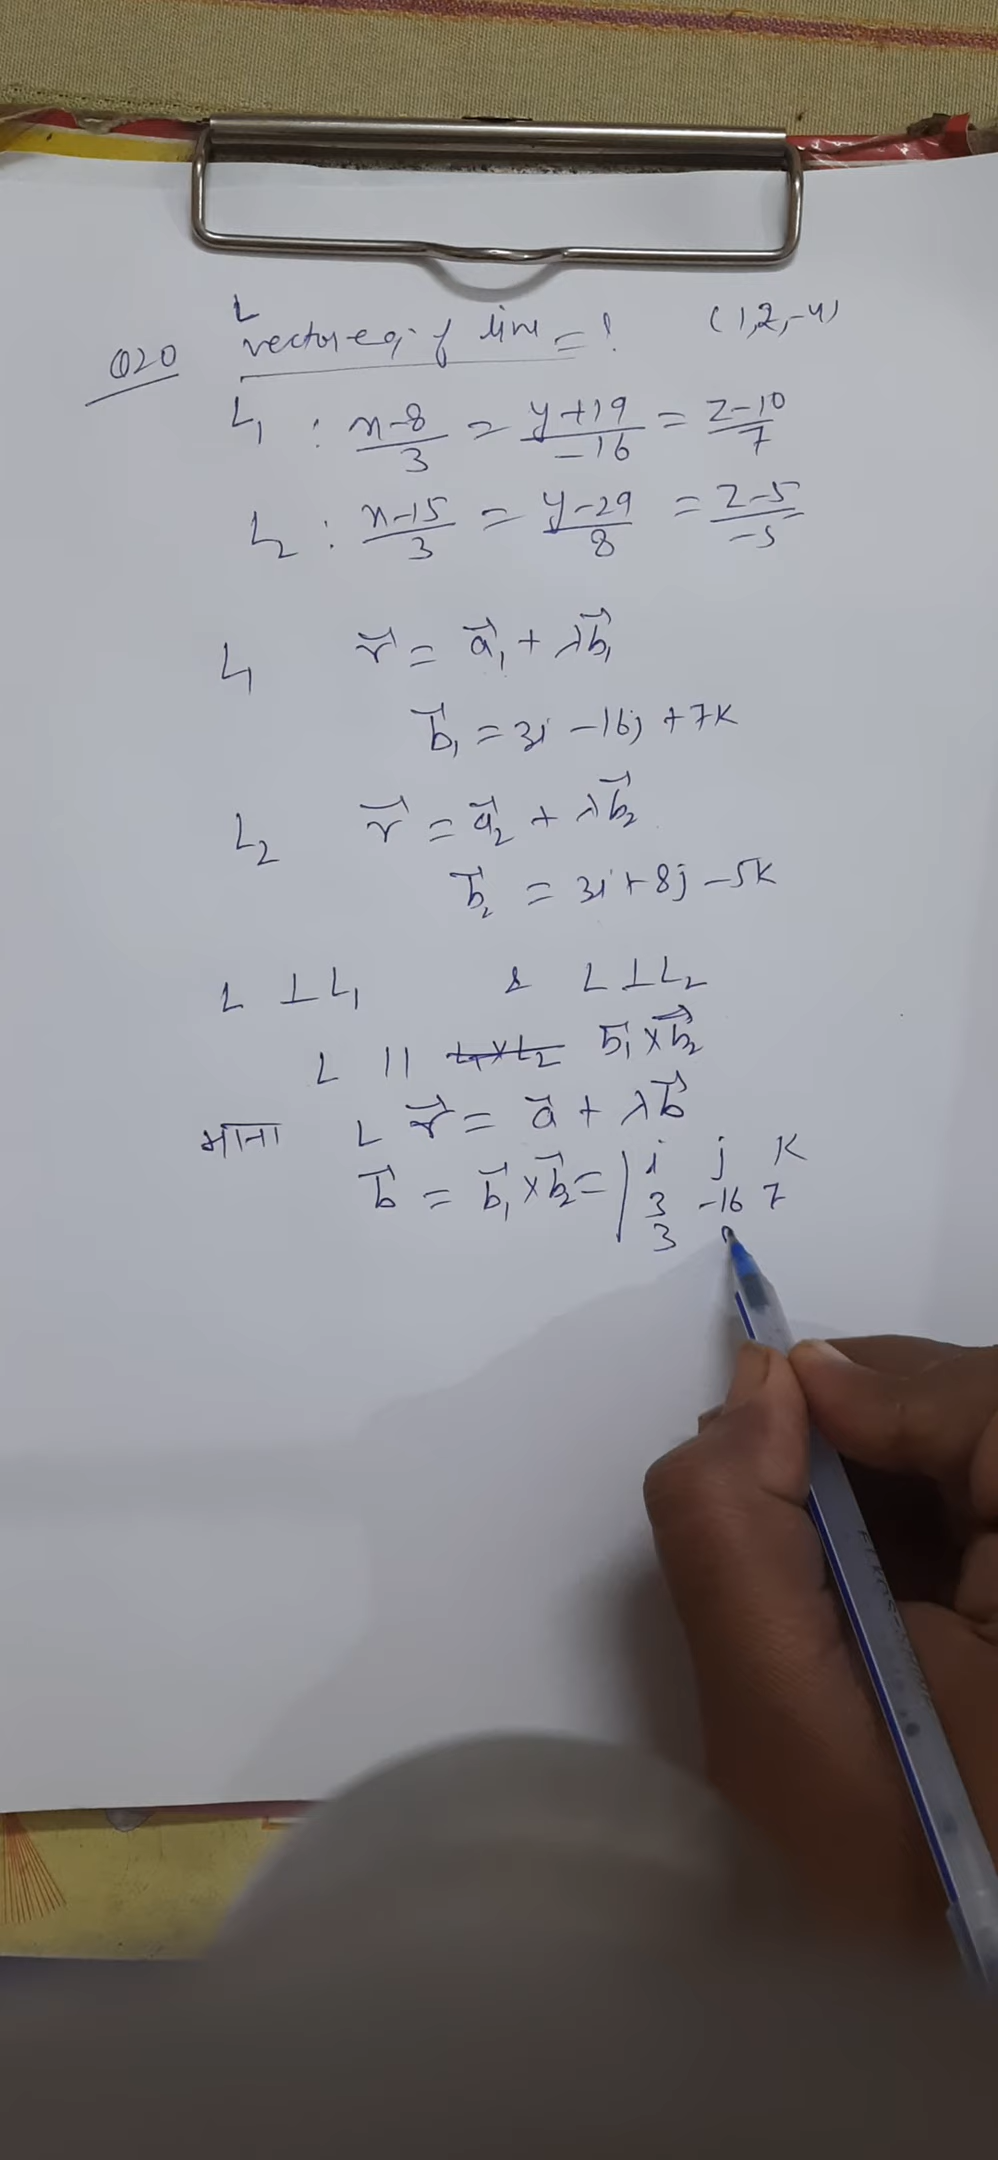 Q20 L vector eq. of line = ? (1,2,-4)
L₁ : x-8/3 = y+19/-16 = z-10/7
L₂ : x-15/3 = y-29/8 = z-5/-5
L₁ r⃗ = a⃗₁ + λb⃗₁
b⃗₁ = 3i -16j +7k
L₂ r⃗ = a⃗₂ + λb⃗₂
b⃗₂ = 3i+8j-5k
L ⊥ L₁ & L ⊥ L₂
L || L₁×L₂ b⃗₁×b⃗₂
माना L r⃗ = a⃗ + λb⃗
b⃗ = b⃗₁×b⃗₂ = | i j k
3 -16 7
3